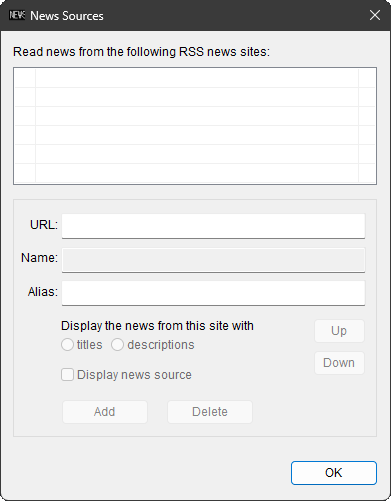 NEWS News Sources
Read news from the following RSS news sites:
URL:
Name:
Alias:
Display the news from this site with
titles descriptions
Up
Down
Display news source
Add Delete
OK